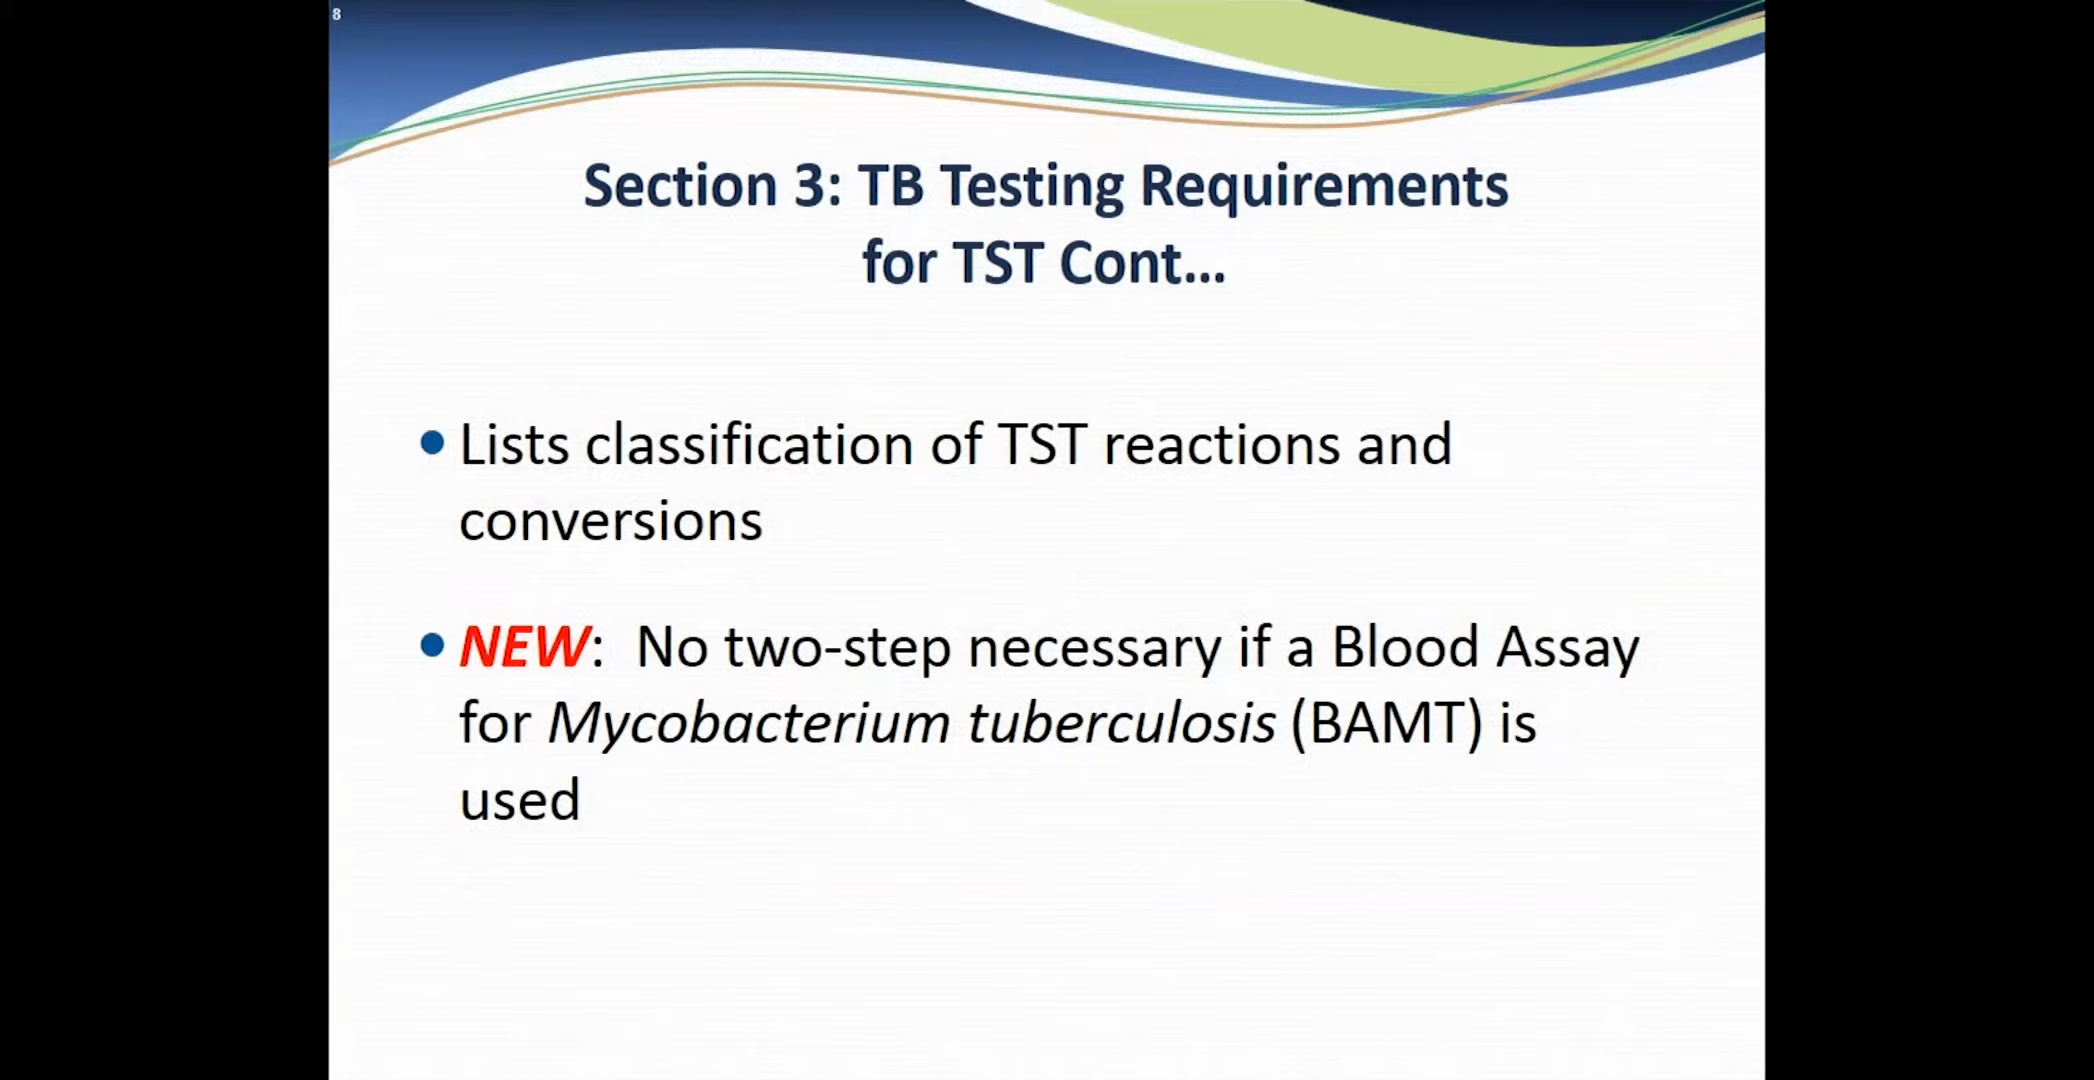 8
Section 3: TB Testing Requirements
for TST Cont...
• Lists classification of TST reactions and
conversions
• NEW:  No two-step necessary if a Blood Assay
for Mycobacterium tuberculosis (BAMT) is
used